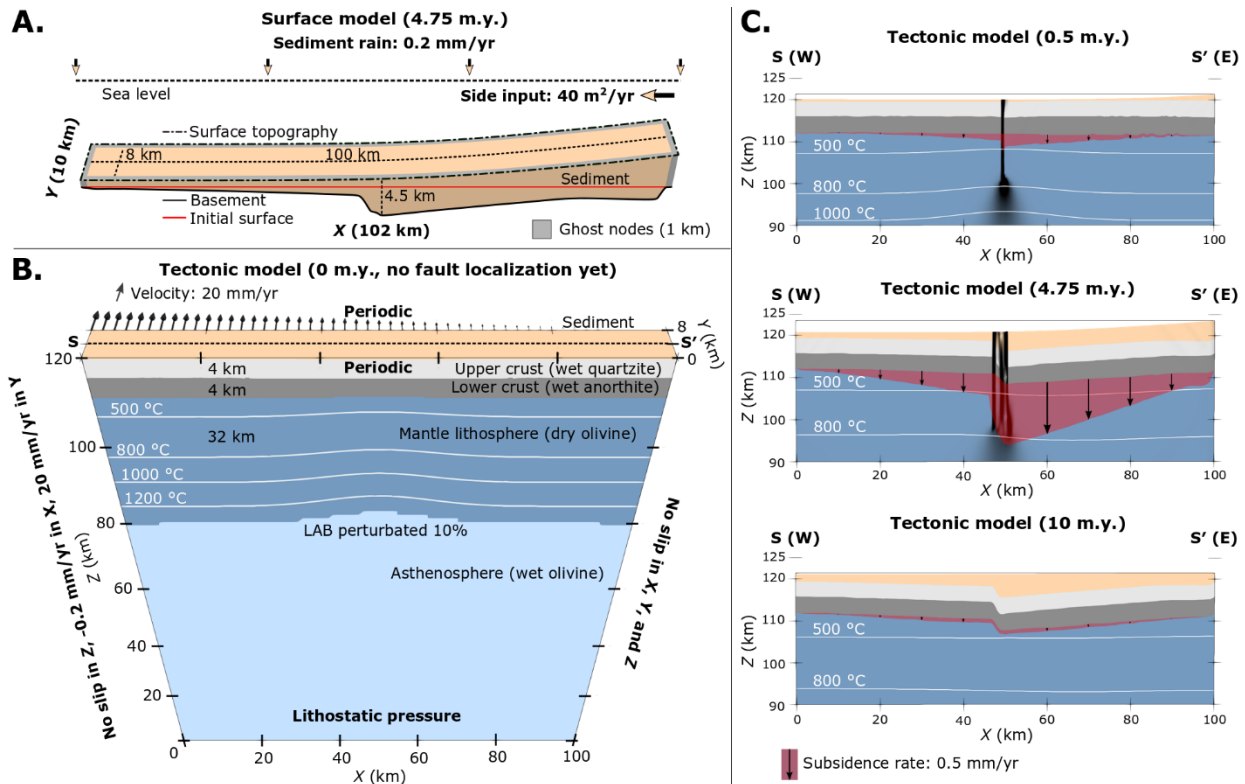 A.
Surface model (4.75 m.y.)
Sediment rain: 0.2 mm/yr
Sea level
Side input: 40 m²/yr
Surface topography
8 km
100 km
Y (10 km)
Sediment
4.5 km
Basement
Initial surface
X (102 km)
Ghost nodes (1 km)
B.
Tectonic model (0 m.y., no fault localization yet)
Velocity: 20 mm/yr
Periodic
Sediment
8
S
S′
Y (km)
120
0
4 km
Periodic
Upper crust (wet quartzite)
4 km
Lower crust (wet anorthite)
500 °C
32 km
Mantle lithosphere (dry olivine)
100
800 °C
1000 °C
1200 °C
80
LAB perturbated 10%
Z (km)
Asthenosphere (wet olivine)
60
40
20
No slip in Z, -0.2 mm/yr in X, 20 mm/yr in Y
No slip in X, Y, and Z
Lithostatic pressure
0 20 40 60 80 100
X (km)
C.
Tectonic model (0.5 m.y.)
S (W) S′ (E)
125
120
110
500 °C
Z (km)
100
800 °C
1000 °C
90
0 20 40 60 80 100
X (km)
Tectonic model (4.75 m.y.)
S (W) S′ (E)
125
120
110
500 °C
Z (km)
100
800 °C
90
0 20 40 60 80 100
X (km)
Tectonic model (10 m.y.)
S (W) S′ (E)
125
120
110
500 °C
Z (km)
100
800 °C
90
0 20 40 60 80 100
X (km)
Subsidence rate: 0.5 mm/yr